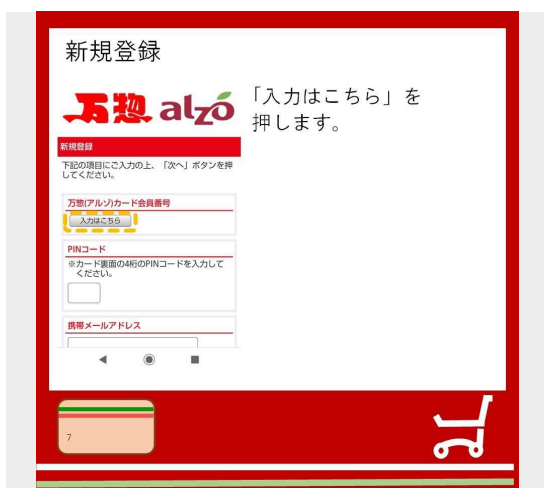 新規登録
万惣 alzó
「入力はこちら」を
押します。
新規登録
下記の項目にご入力の上、「次へ」ボタンを押
してください。
万惣(アルゾ)カード会員番号
入力はこちら
PINコード
※カード裏面の4桁のPINコードを入力して
ください。
携帯メールアドレス
7